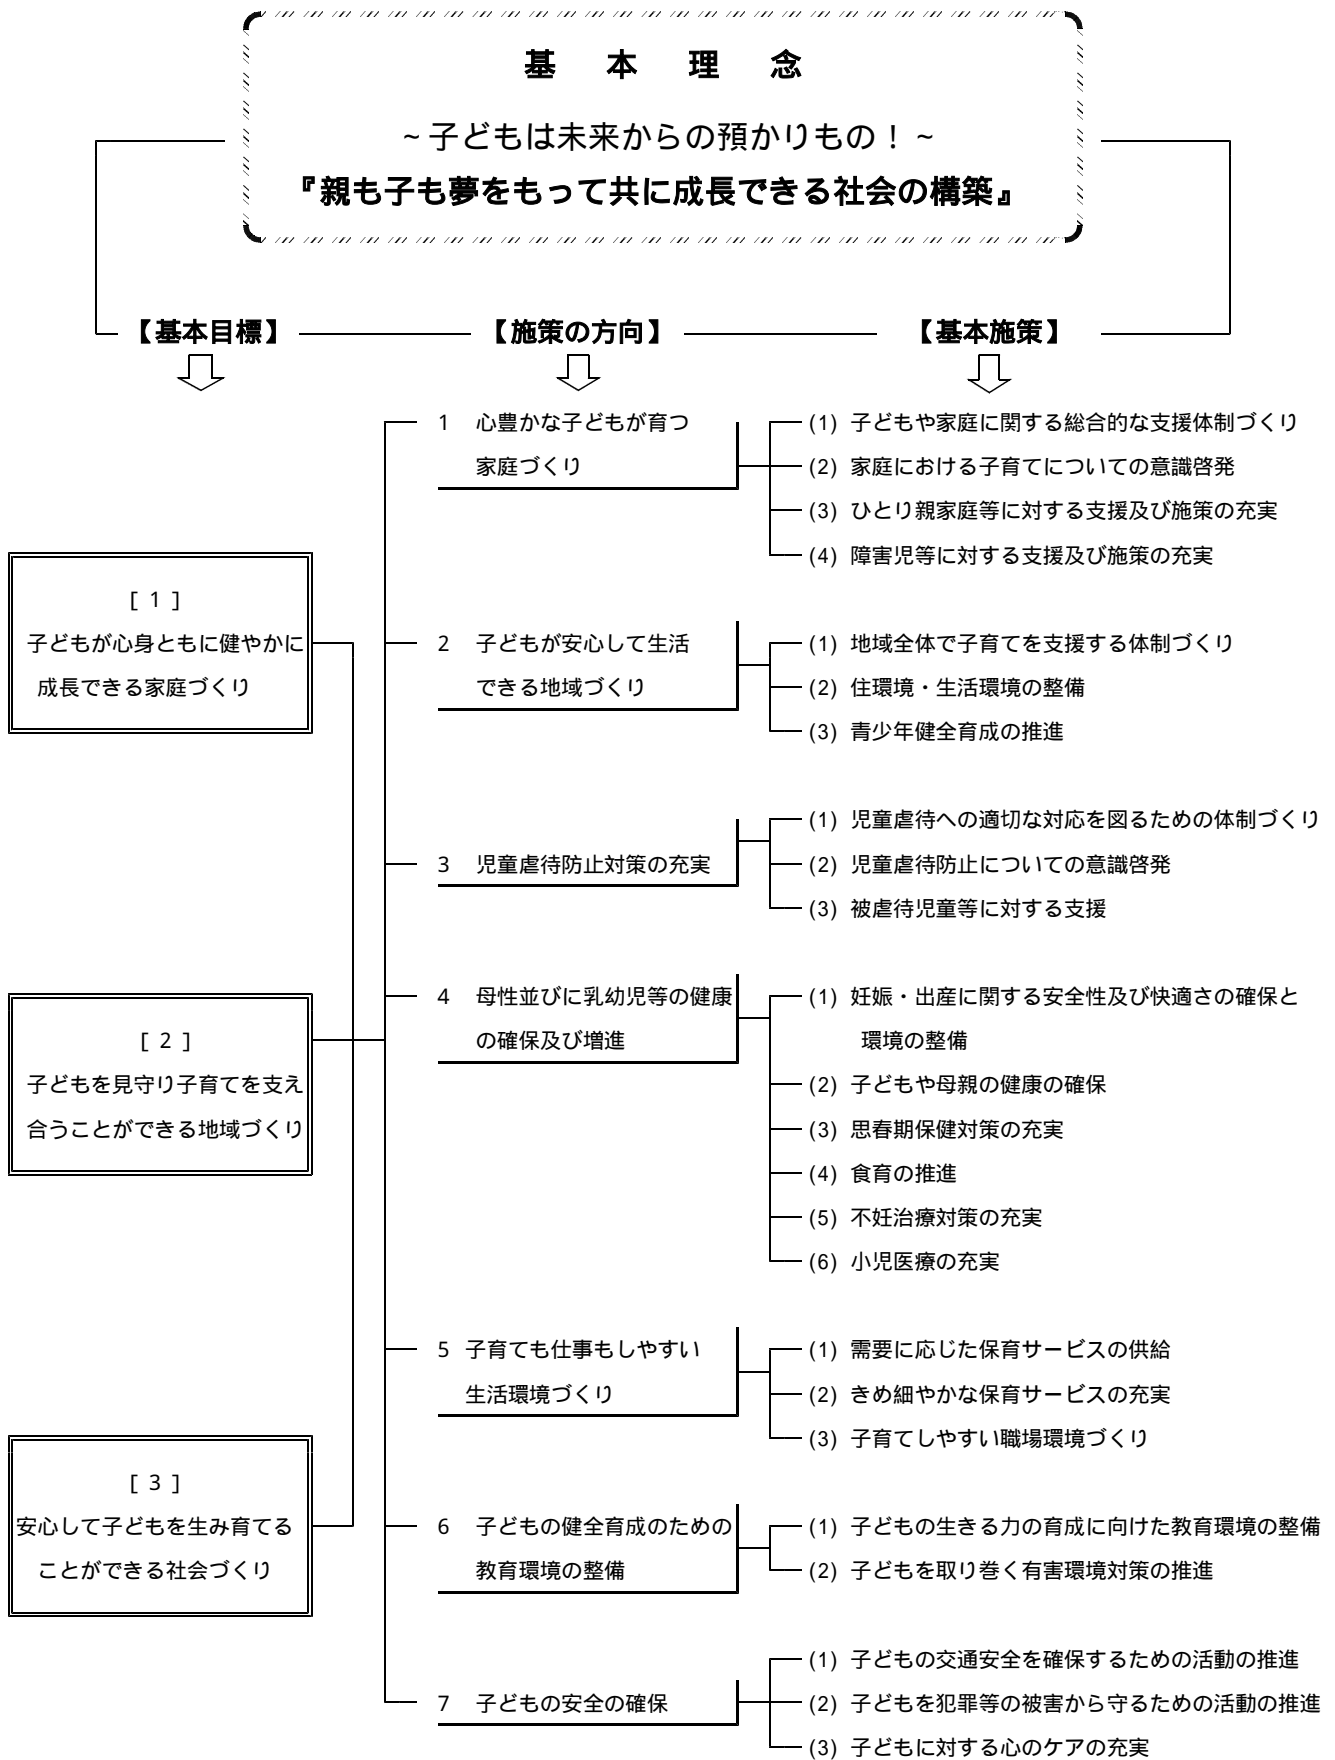 基 本 理 念
~子どもは未来からの預かりもの！~
『親も子も夢をもって共に成長できる社会の構築』
【基本目標】
【施策の方向】
【基本施策】
[ 1 ]
子どもが心身ともに健やかに
成長できる家庭づくり
[ 2 ]
子どもを見守り子育てを支え
合うことができる地域づくり
[ 3 ]
安心して子どもを生み育てる
ことができる社会づくり
1 心豊かな子どもが育つ
家庭づくり
(1) 子どもや家庭に関する総合的な支援体制づくり
(2) 家庭における子育てについての意識啓発
(3) ひとり親家庭等に対する支援及び施策の充実
(4) 障害児等に対する支援及び施策の充実
2 子どもが安心して生活
できる地域づくり
(1) 地域全体で子育てを支援する体制づくり
(2) 住環境・生活環境の整備
(3) 青少年健全育成の推進
3 児童虐待防止対策の充実
(1) 児童虐待への適切な対応を図るための体制づくり
(2) 児童虐待防止についての意識啓発
(3) 被虐待児童等に対する支援
4 母性並びに乳幼児等の健康
の確保及び増進
(1) 妊娠・出産に関する安全性及び快適さの確保と
環境の整備
(2) 子どもや母親の健康の確保
(3) 思春期保健対策の充実
(4) 食育の推進
(5) 不妊治療対策の充実
(6) 小児医療の充実
5 子育ても仕事もしやすい
生活環境づくり
(1) 需要に応じた保育サービスの供給
(2) きめ細やかな保育サービスの充実
(3) 子育てしやすい職場環境づくり
6 子どもの健全育成のための
教育環境の整備
(1) 子どもの生きる力の育成に向けた教育環境の整備
(2) 子どもを取り巻く有害環境対策の推進
7 子どもの安全の確保
(1) 子どもの交通安全を確保するための活動の推進
(2) 子どもを犯罪等の被害から守るための活動の推進
(3) 子どもに対する心のケアの充実